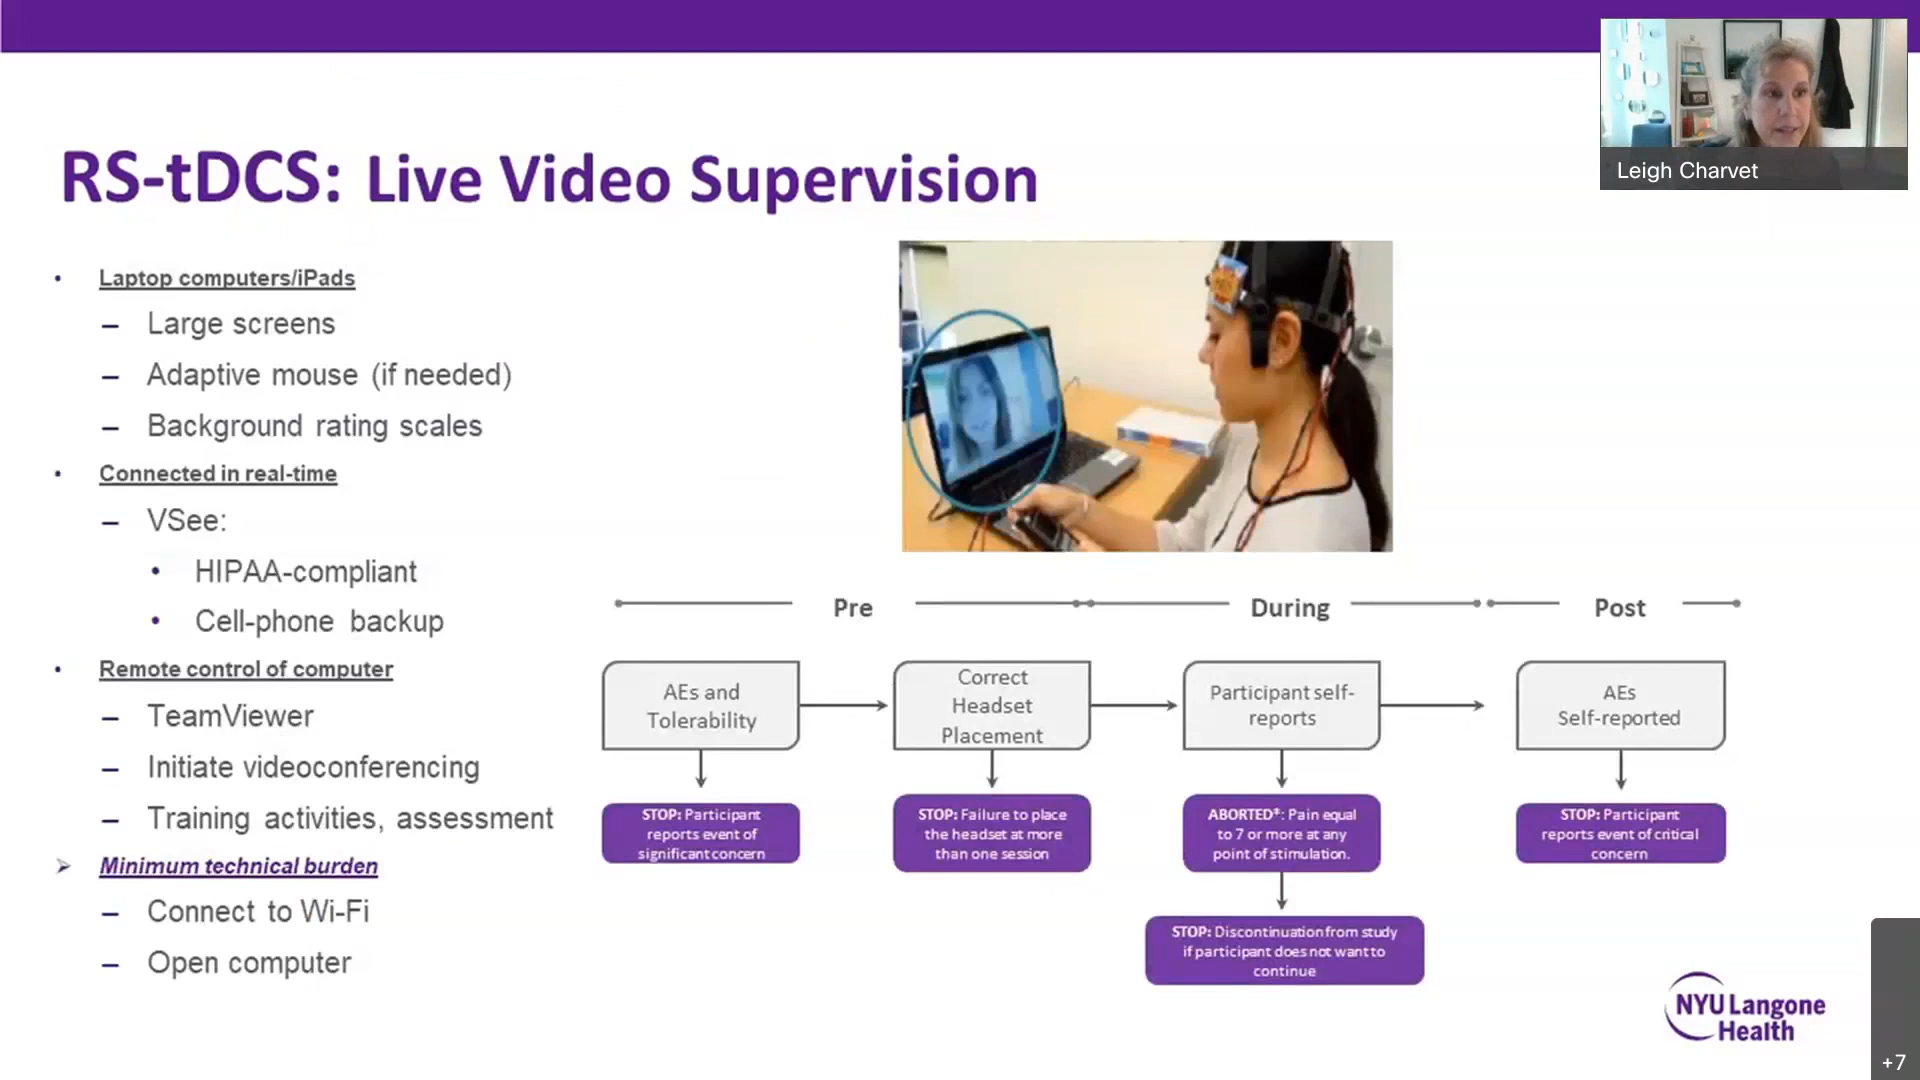 Leigh Charvet
RS-tDCS: Live Video Supervision
• Laptop computers/iPads
– Large screens
– Adaptive mouse (if needed)
– Background rating scales
• Connected in real-time
– VSee:
• HIPAA-compliant
• Cell-phone backup
• Remote control of computer
– TeamViewer
– Initiate videoconferencing
– Training activities, assessment
➢ Minimum technical burden
– Connect to Wi-Fi
– Open computer
Pre
During
Post
AEs and
Tolerability
Correct
Headset
Placement
Participant self-
reports
AEs
Self-reported
STOP: Participant
reports event of
significant concern
STOP: Failure to place
the headset at more
than one session
ABORTED*: Pain equal
to 7 or more at any
point of stimulation.
STOP: Participant
reports event of critical
concern
STOP: Discontinuation from study
if participant does not want to
continue
NYU Langone
Health
+7